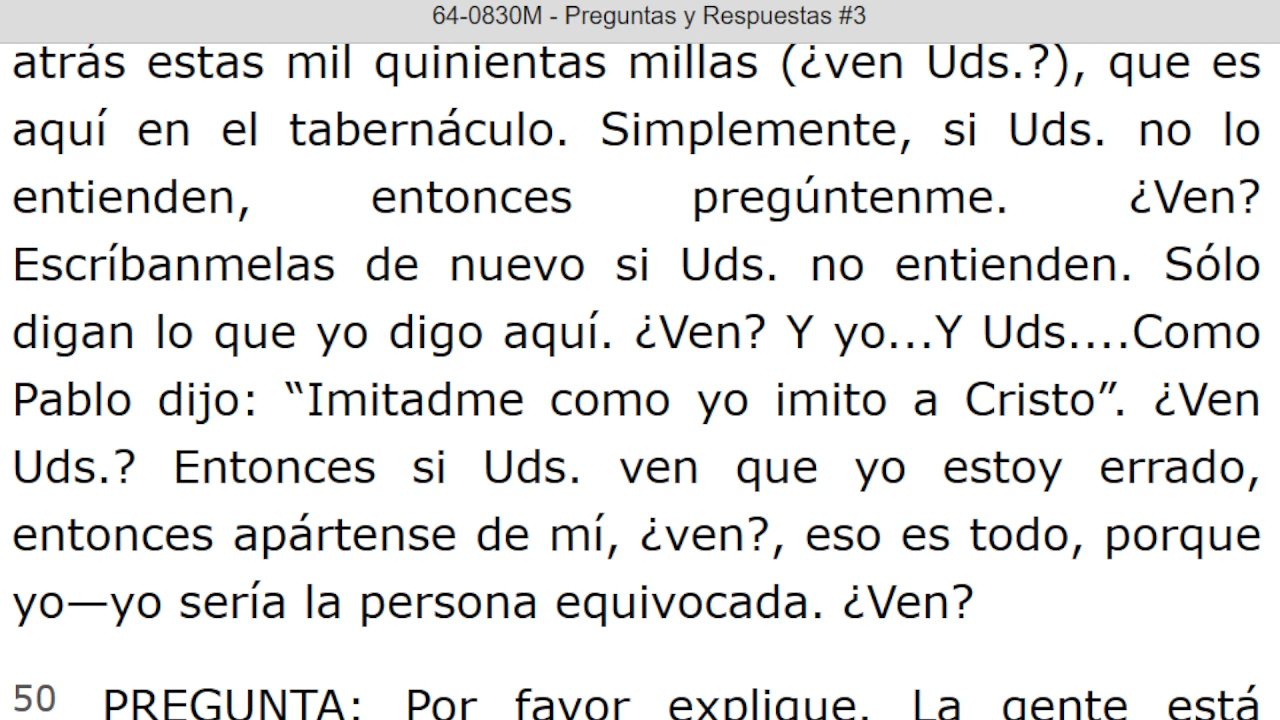 64-0830M - Preguntas y Respuestas #3
atrás estas mil quinientas millas (¿ven Uds.?), que es
aquí en el tabernáculo. Simplemente, si Uds. no lo
entienden, entonces pregúntenme. ¿Ven?
Escríbanmelas de nuevo si Uds. no entienden. Sólo
digan lo que yo digo aquí. ¿Ven? Y yo...Y Uds....Como
Pablo dijo: “Imitadme como yo imito a Cristo”. ¿Ven
Uds.? Entonces si Uds. ven que yo estoy errado,
entonces apártense de mí, ¿ven?, eso es todo, porque
yo—yo sería la persona equivocada. ¿Ven?
50 PREGUNTA: Por favor explique. La gente está